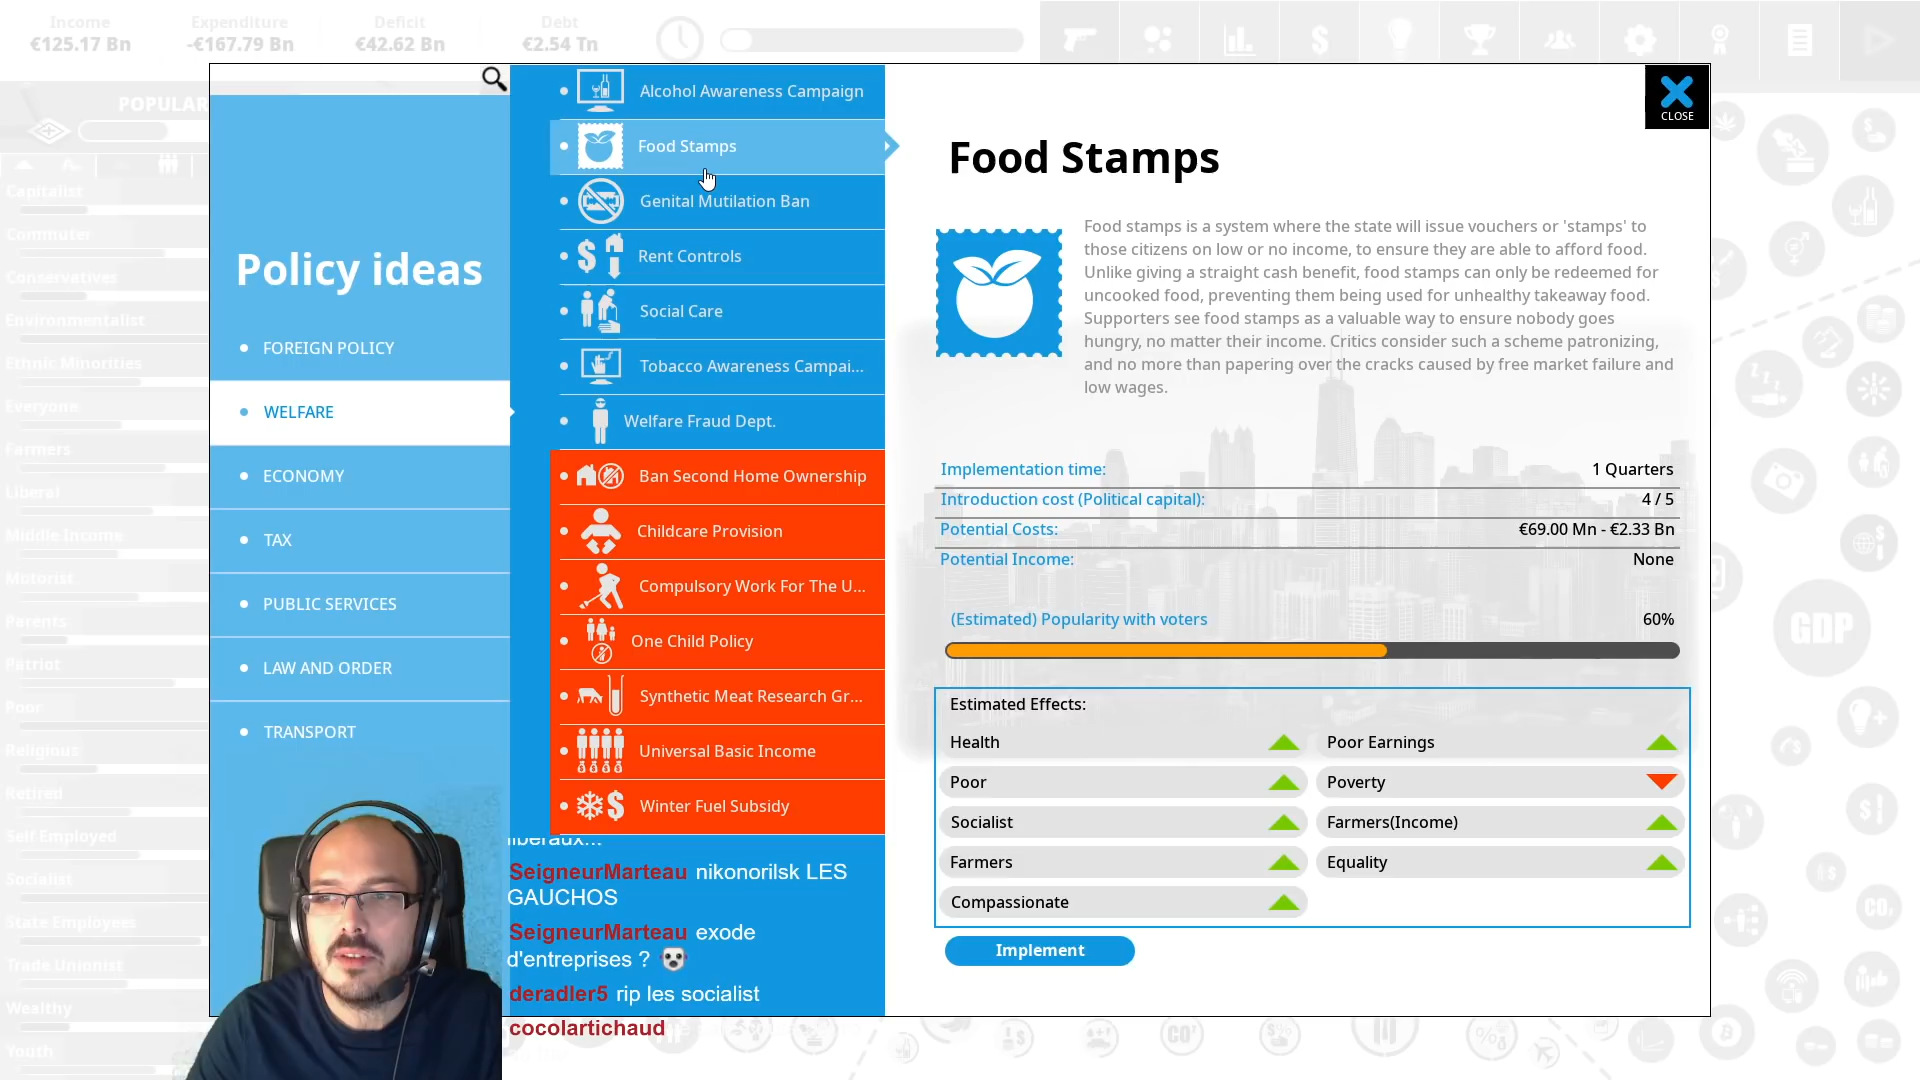 Income
€125.17 Bn
Expenditure
-€167.79 Bn
Deficit
€42.62 Bn
Debt
€2.54 Tn
POPULAR
Capitalist
Commuter
Conservatives
Environmentalist
Ethnic Minorities
Everyone
Farmers
Liberal
Middle Income
Motorist
Parents
Patriot
Poor
Religious
Retired
Self Employed
Socialist
State Employees
Trade Unionist
Wealthy
Youth
Policy ideas
FOREIGN POLICY
WELFARE
ECONOMY
TAX
PUBLIC SERVICES
LAW AND ORDER
TRANSPORT
Alcohol Awareness Campaign
Food Stamps
Genital Mutilation Ban
Rent Controls
Social Care
Tobacco Awareness Campai...
Welfare Fraud Dept.
Ban Second Home Ownership
Childcare Provision
Compulsory Work For The U...
One Child Policy
Synthetic Meat Research Gr...
Universal Basic Income
Winter Fuel Subsidy
liberaux...
SeigneurMarteau nikonorilsk LES
GAUCHOS
SeigneurMarteau exode
d'entreprises ?
deradler5 rip les socialist
cocolartichaud
CLOSE
Food Stamps
Food stamps is a system where the state will issue vouchers or 'stamps' to
those citizens on low or no income, to ensure they are able to afford food.
Unlike giving a straight cash benefit, food stamps can only be redeemed for
uncooked food, preventing them being used for unhealthy takeaway food.
Supporters see food stamps as a valuable way to ensure nobody goes
hungry, no matter their income. Critics consider such a scheme patronizing,
and no more than papering over the cracks caused by free market failure and
low wages.
Implementation time: 1 Quarters
Introduction cost (Political capital): 4 / 5
Potential Costs: €69.00 Mn - €2.33 Bn
Potential Income: None
(Estimated) Popularity with voters 60%
Estimated Effects:
Health Poor Earnings
Poor Poverty
Socialist Farmers(Income)
Farmers Equality
Compassionate
Implement
GDP